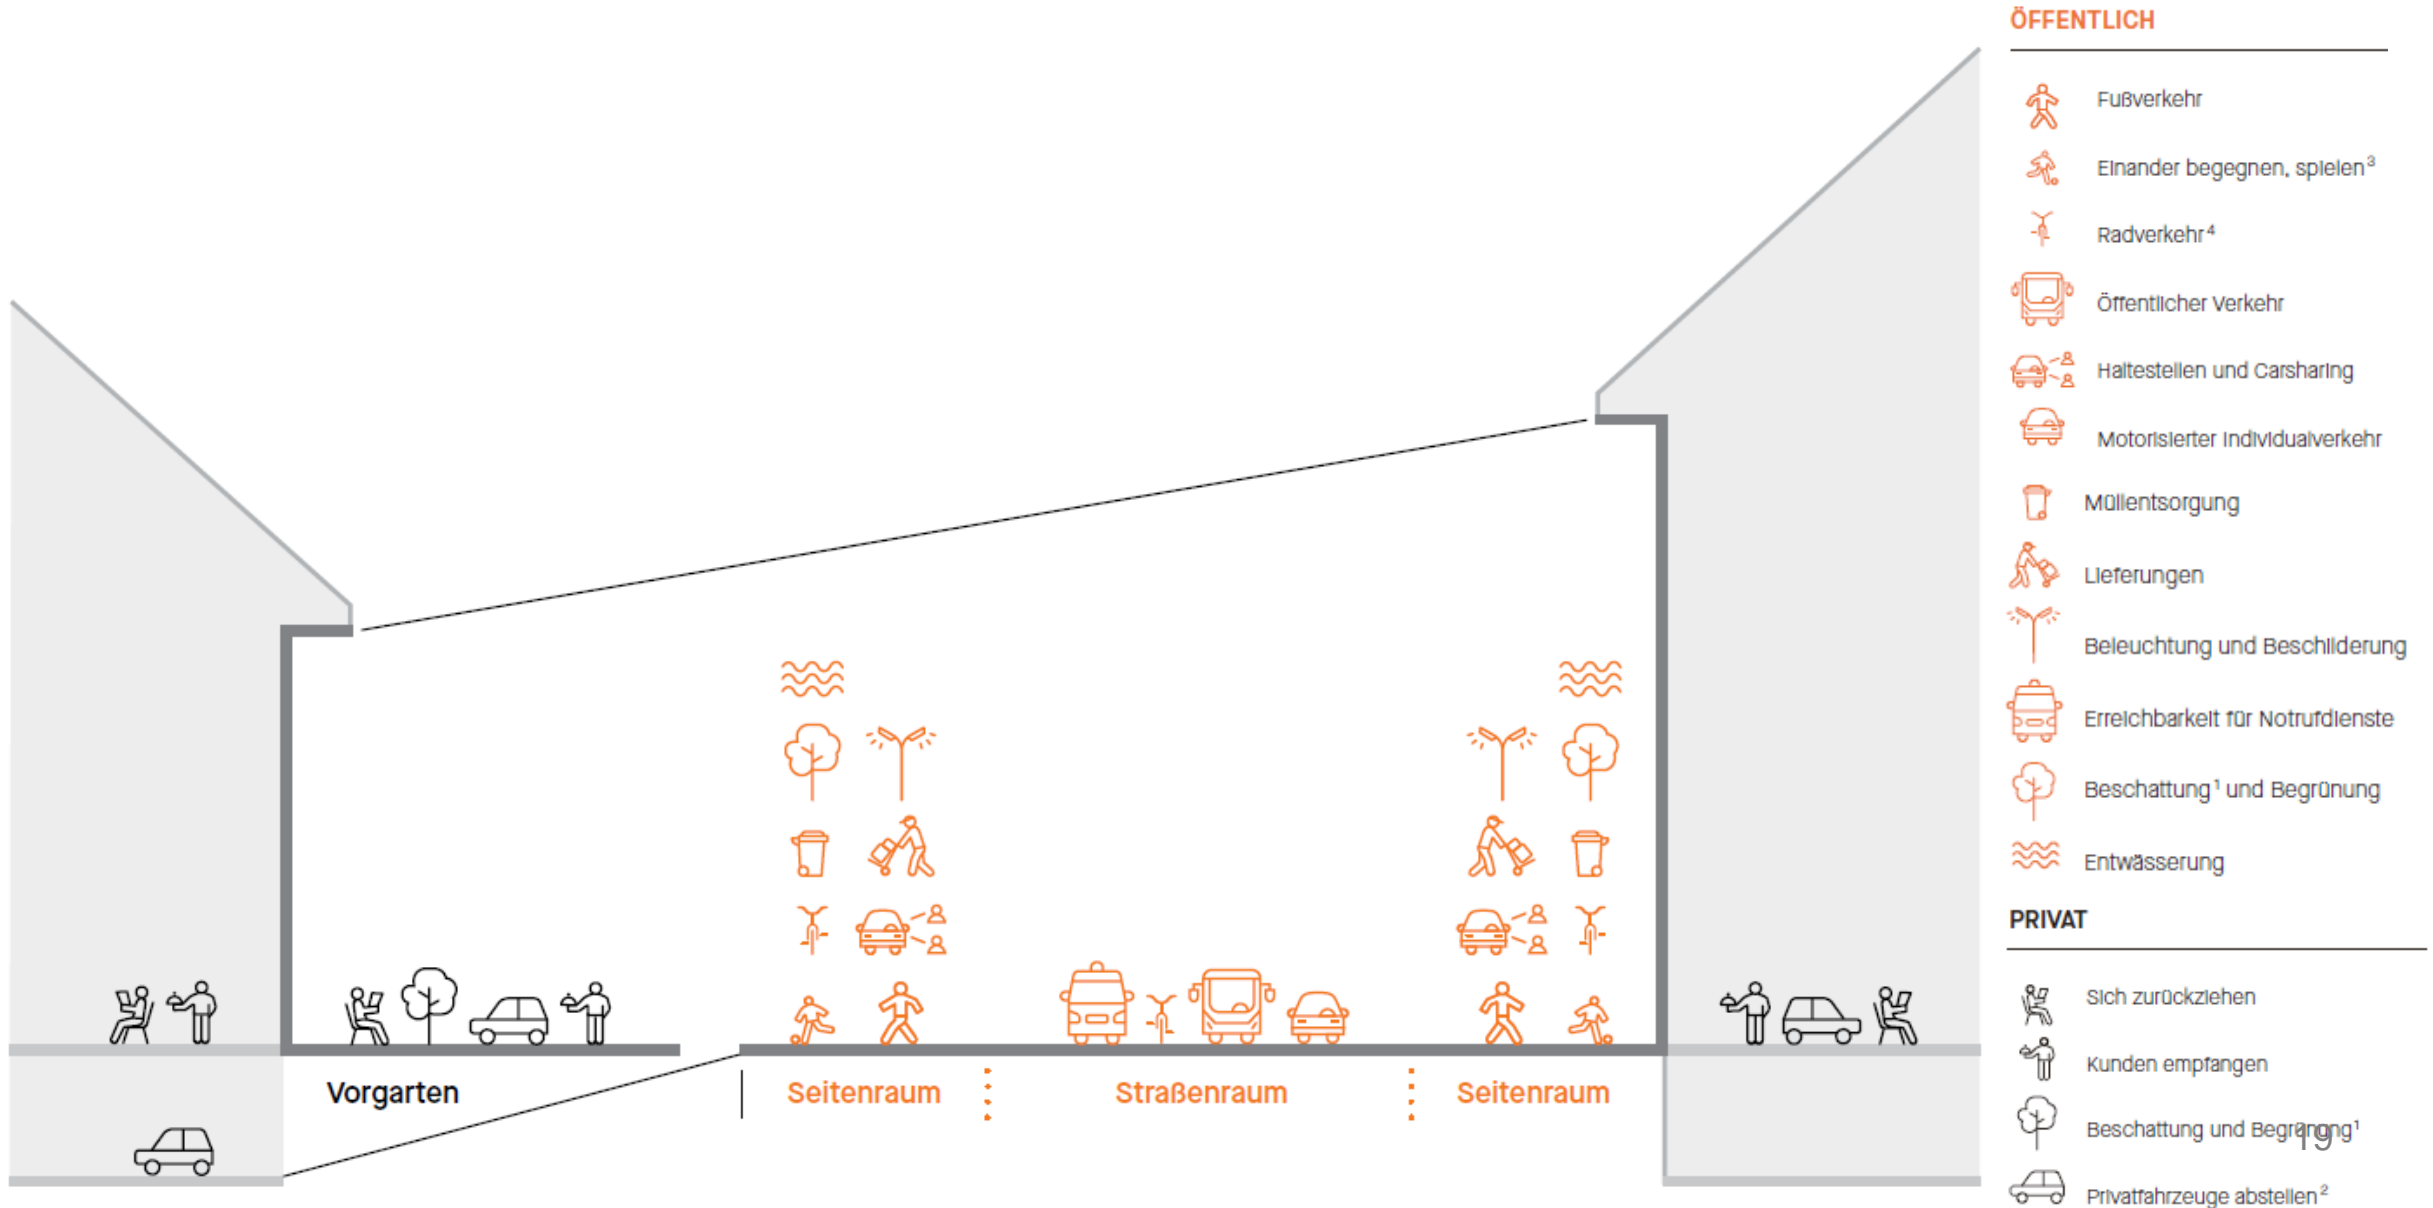 Vorgarten
Seitenraum
Straßenraum
Seitenraum
ÖFFENTLICH
Fußverkehr
Einander begegnen, spielen³
Radverkehr⁴
Öffentlicher Verkehr
Haltestellen und Carsharing
Motorisierter Individualverkehr
Müllentsorgung
Lieferungen
Beleuchtung und Beschilderung
Erreichbarkeit für Notrufdienste
Beschattung¹ und Begrünung
Entwässerung
PRIVAT
Sich zurückziehen
Kunden empfangen
Beschattung und Begrünung¹
19
Privatfahrzeuge abstellen²